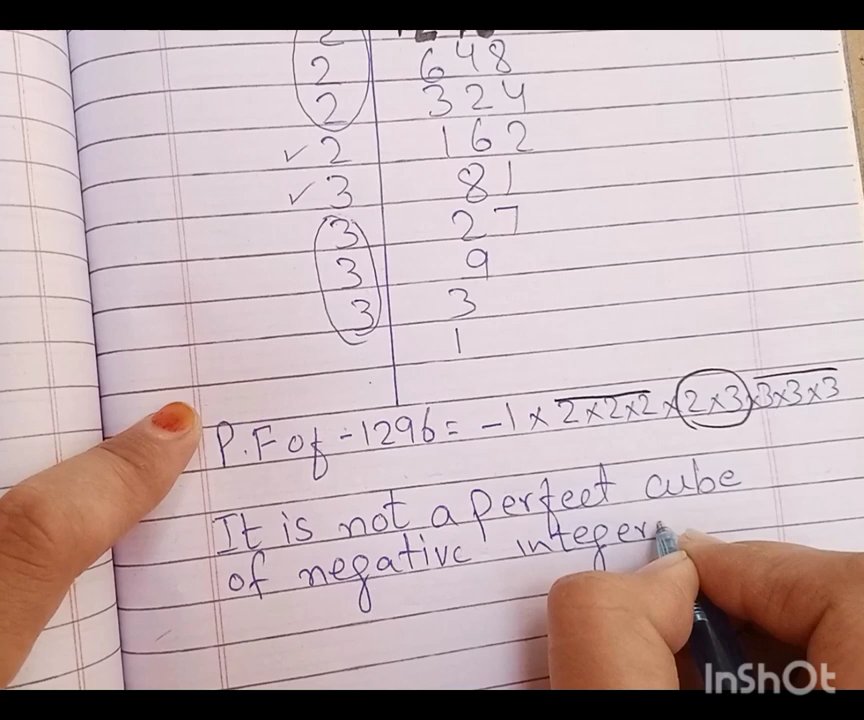 2 648
2 324
✓2 162
✓3 81
3 27
3 9
3 3
1
P.F of -1296 = -1 × 2×2×2 × 2×3 × 3×3×3
It is not a perfect cube
of negative integer
InShOt